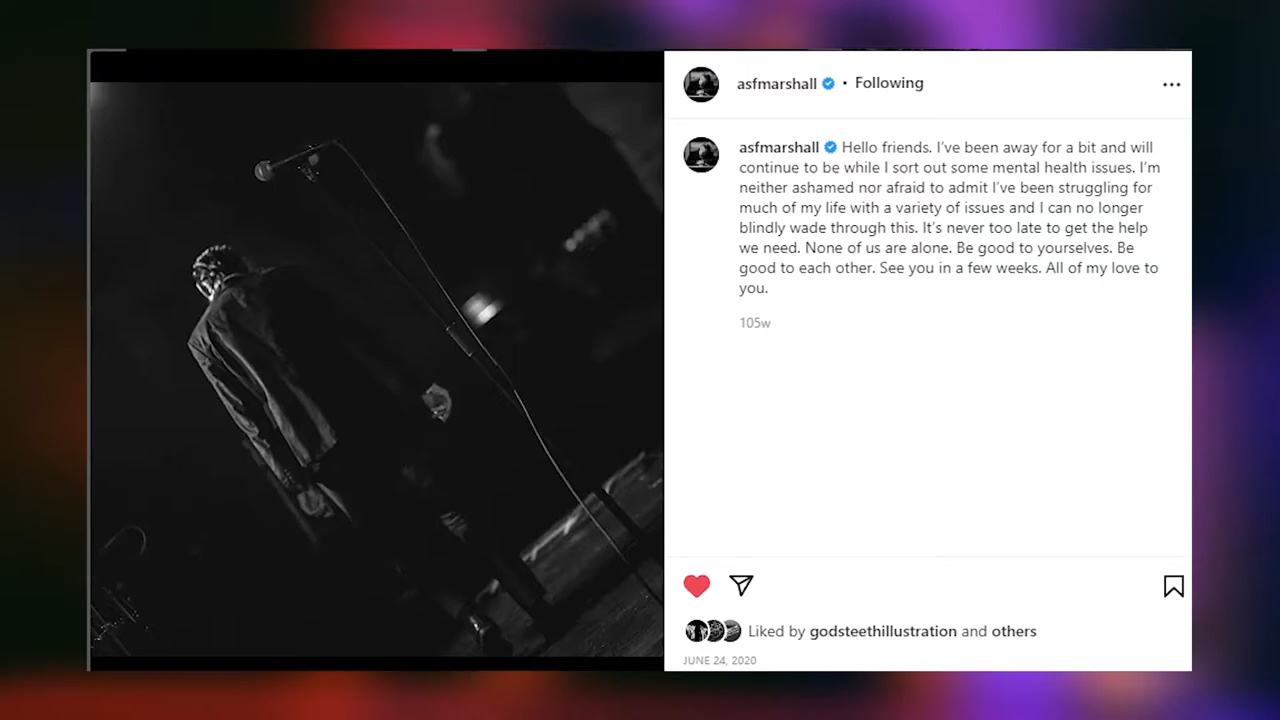 asfmarshall • Following
asfmarshall Hello friends. I've been away for a bit and will
continue to be while I sort out some mental health issues. I'm
neither ashamed nor afraid to admit I've been struggling for
much of my life with a variety of issues and I can no longer
blindly wade through this. It's never too late to get the help
we need. None of us are alone. Be good to yourselves. Be
good to each other. See you in a few weeks. All of my love to
you.
105w
Liked by godsteethillustration and others
JUNE 24, 2020